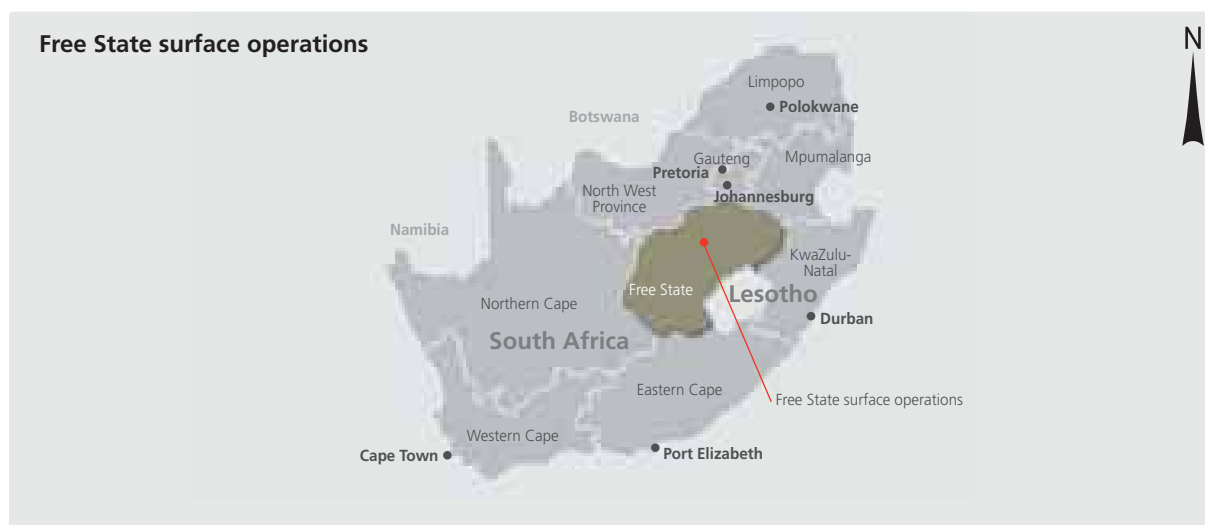 Free State surface operations
N
Limpopo
Polokwane
Botswana
Gauteng
Mpumalanga
Pretoria
North West
Province
Johannesburg
Namibia
KwaZulu-
Natal
Free State
Lesotho
Northern Cape
Durban
South Africa
Eastern Cape
Free State surface operations
Western Cape
Cape Town
Port Elizabeth